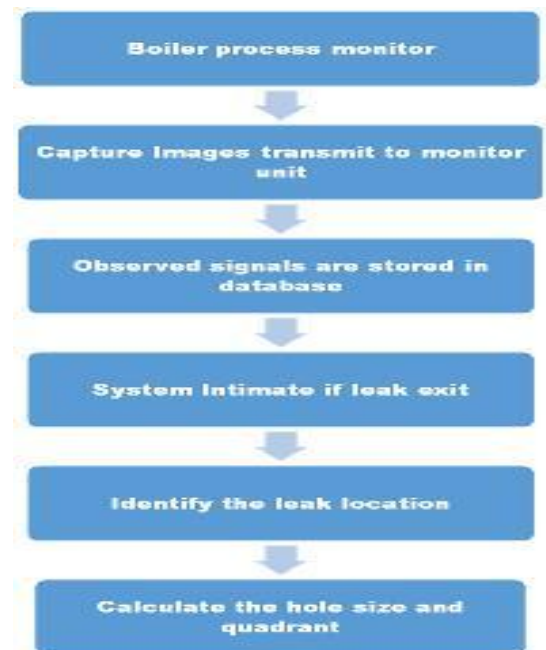 Boiler process monitor
Capture Images transmit to monitor
unit
Observed signals are stored in
database
System Intimate if leak exit
Identify the leak location
Calculate the hole size and
quadrant